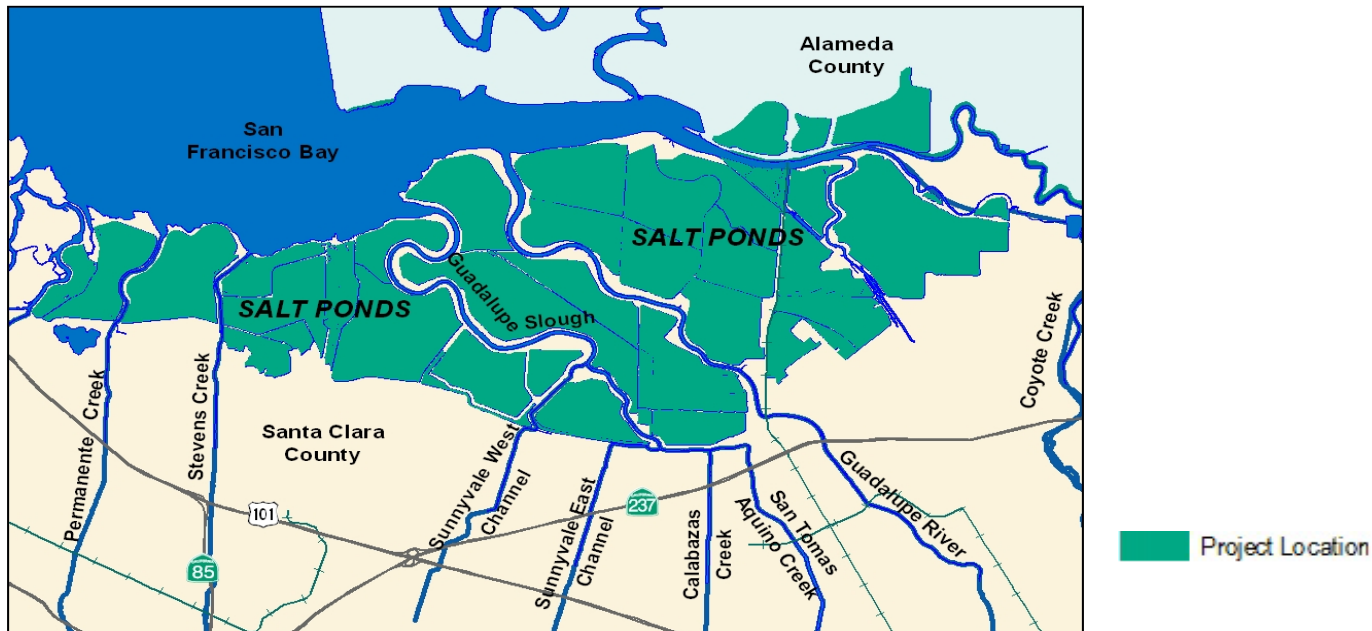 Alameda
County
San
Francisco Bay
SALT PONDS
SALT PONDS
Guadalupe Slough
Coyote Creek
Permanente Creek
Stevens Creek
Santa Clara
County
101
85
237
Sunnyvale West
Channel
Sunnyvale East
Channel
Calabazas
Creek
San Tomas
Aquino Creek
Guadalupe River
Project Location